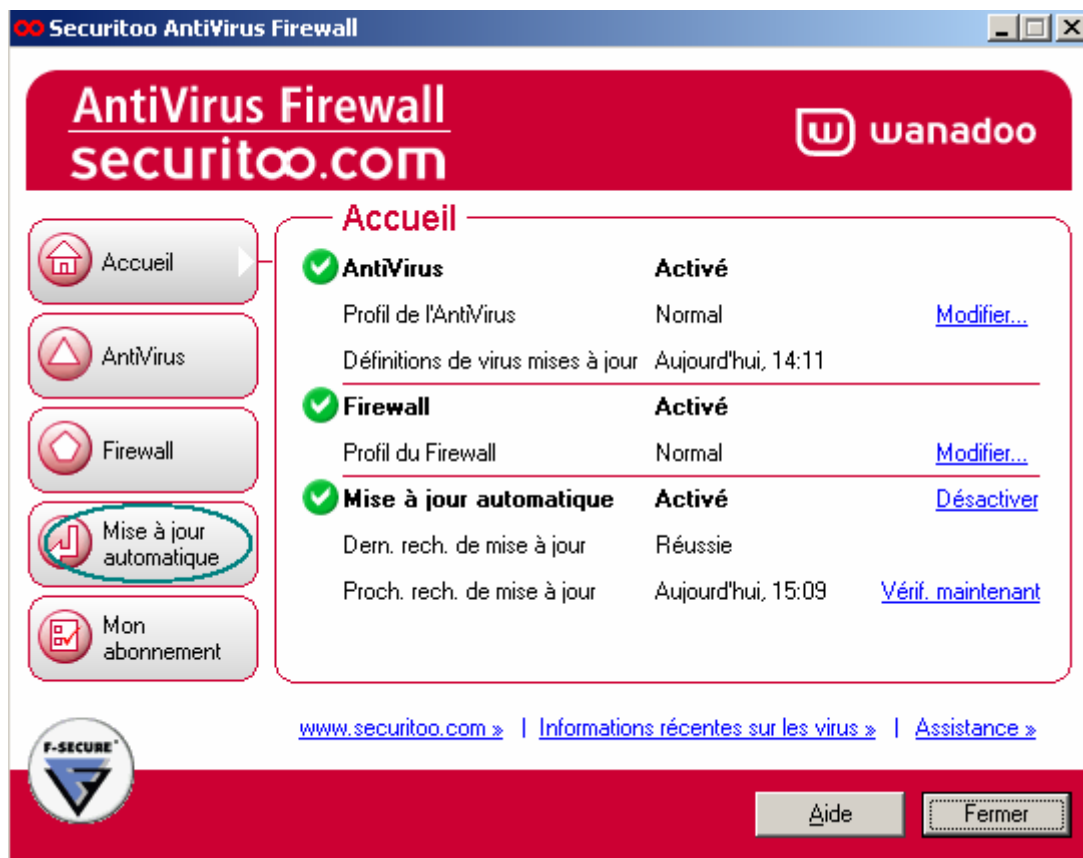 Securitoo AntiVirus Firewall
AntiVirus Firewall
securitoo.com
wanadoo
Accueil
AntiVirus
Firewall
Mise à jour
automatique
Mon
abonnement
Accueil
AntiVirus Activé
Profil de l'AntiVirus Normal Modifier...
Définitions de virus mises à jour Aujourd'hui, 14:11
Firewall Activé
Profil du Firewall Normal Modifier...
Mise à jour automatique Activé Désactiver
Dern. rech. de mise à jour Réussie
Proch. rech. de mise à jour Aujourd'hui, 15:09 Vérif. maintenant
www.securitoo.com » | Informations récentes sur les virus » | Assistance »
F-SECURE
Aide Fermer